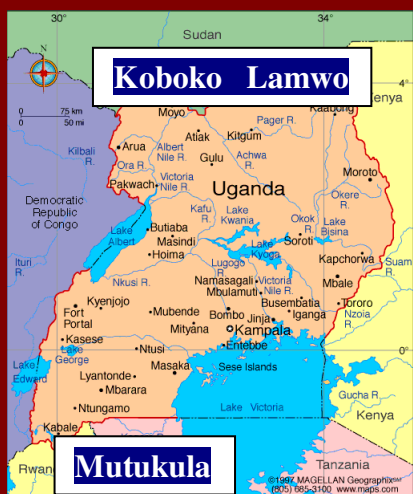 30°
34°
N
Sudan
Koboko Lamwo
4°
Kaabong
Kenya
0 75 km
0 50 mi
Moyo
Pager R.
Atiak
Kitgum
Kilbali R.
Arua
Albert Nile R.
Ora R.
Gulu
Achwa R.
Moroto
Pakwach
Victoria Nile R.
Uganda
Okere R.
Democratic Republic of Congo
Kafu R.
Lake Kwania
Okok R.
Lake Bisina
Lake Albert
Butiaba
Masindi
Lake Kyoga
Soroti
Hoima
Kapchorwa
Ituri R.
Lugogo R.
Suam R.
Nkusi R.
Namasagali
Victoria Nile R.
Mbale
Mbulamuti
Kyenjojo
Busembatia
Tororo
Fort Portal
Mubende
Bombo
Jinja
Iganga
Nzoia R.
Mityana
Kampala
Kasese
Entebbe
0°
Lake George
Ntusi
Lake Edward
Masaka
Sese Islands
Lyantonde
Mbarara
Gucha R.
Ntungamo
Lake Victoria
Kenya
Kabale
Rwan
Mutukula
Tanzania
©1997 MAGELLAN Geographix℠
(805) 685-3100 www.maps.com